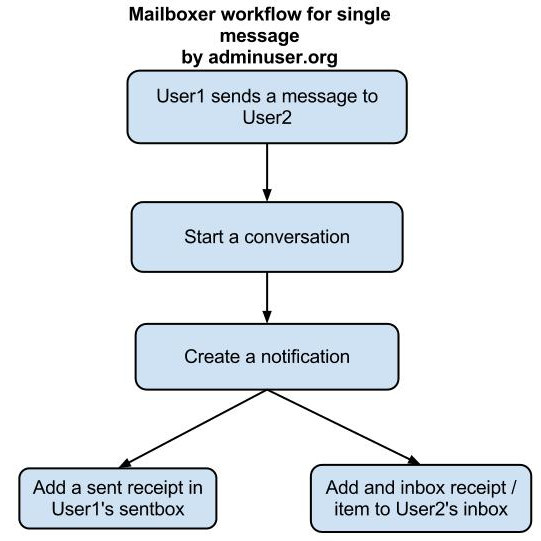 Mailboxer workflow for single
message
by adminuser.org
User1 sends a message to
User2
Start a conversation
Create a notification
Add a sent receipt in
User1's sentbox
Add and inbox receipt /
item to User2's inbox